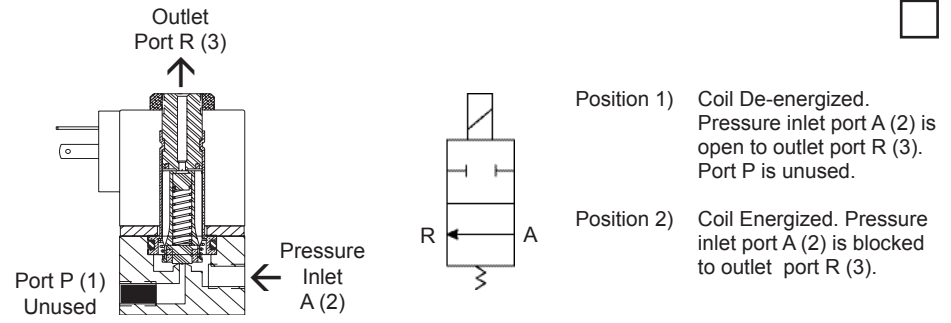 Outlet
Port R (3)
Port P (1)
Unused
Pressure
Inlet
A (2)
R
A
Position 1) Coil De-energized.
Pressure inlet port A (2) is
open to outlet port R (3).
Port P is unused.
Position 2) Coil Energized. Pressure
inlet port A (2) is blocked
to outlet port R (3).